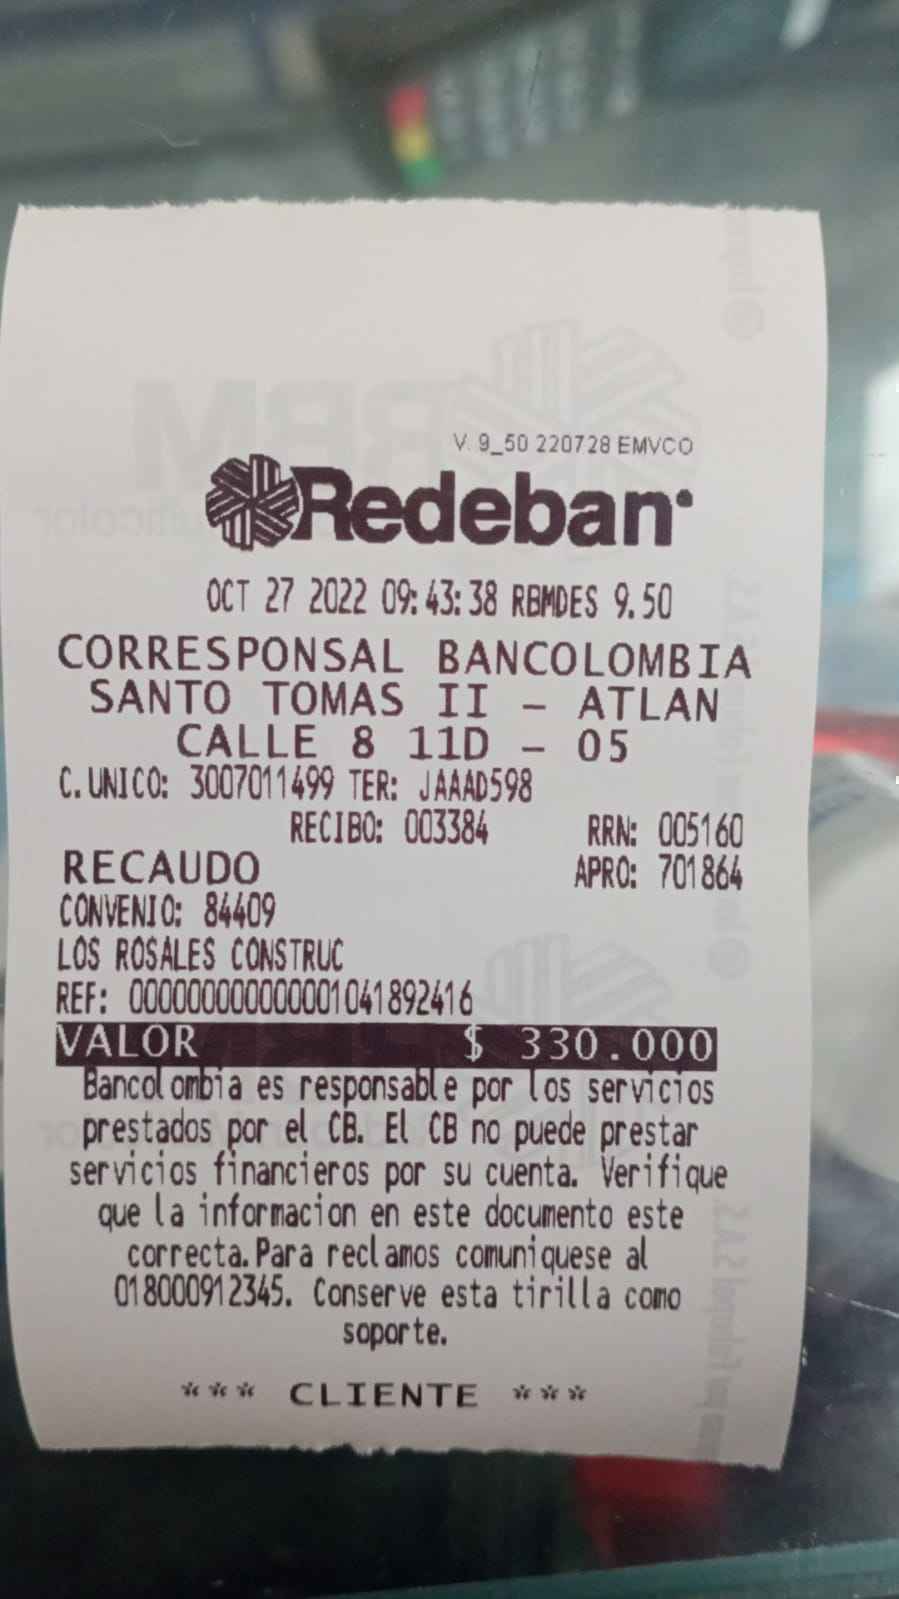 V. 9_50 220728 EMVCO
Redeban
OCT 27 2022 09:43:38 RBMDES 9.50
CORRESPONSAL BANCOLOMBIA
SANTO TOMAS II - ATLAN
CALLE 8 11D - 05
C.UNICO: 3007011499 TER: JAAAD598
RECIBO: 003384 RRN: 005160
RECAUDO APRO: 701864
CONVENIO: 84409
LOS ROSALES CONSTRUC
REF: 00000000000001041892416
VALOR $ 330.000
Bancolombia es responsable por los servicios
prestados por el CB. El CB no puede prestar
servicios financieros por su cuenta. Verifique
que la informacion en este documento este
correcta.Para reclamos comuniquese al
018000912345. Conserve esta tirilla como
soporte.
*** CLIENTE ***